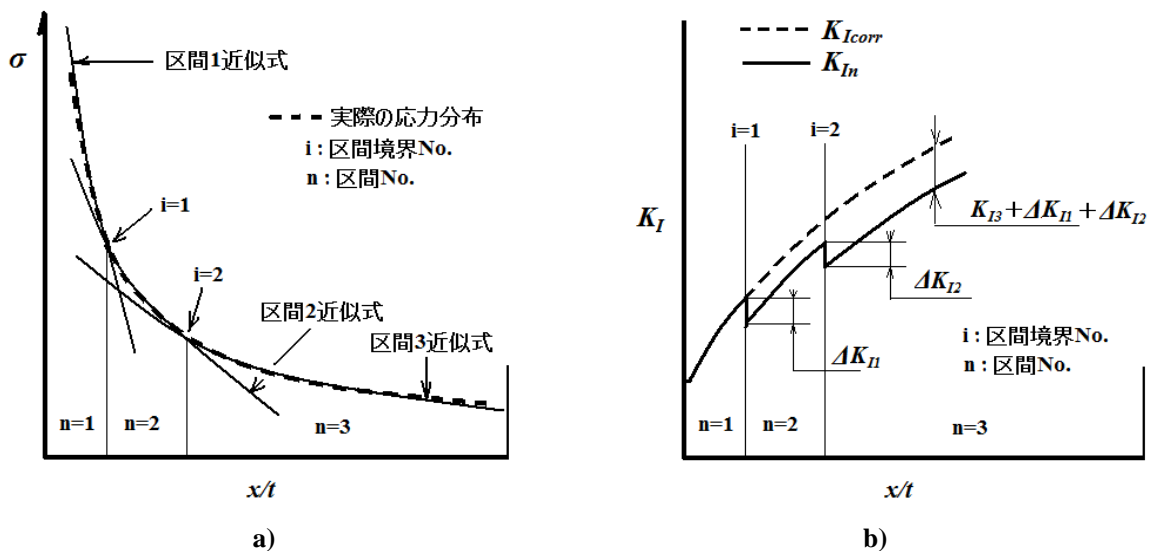 σ
区間1近似式
実際の応力分布
i : 区間境界No.
n : 区間No.
i=1
i=2
区間2近似式
区間3近似式
n=1
n=2
n=3
x/t
a)
K_Icorr
K_In
i=1
i=2
K_I
K_I3+ΔK_I1+ΔK_I2
ΔK_I2
ΔK_I1
i : 区間境界No.
n : 区間No.
n=1
n=2
n=3
x/t
b)